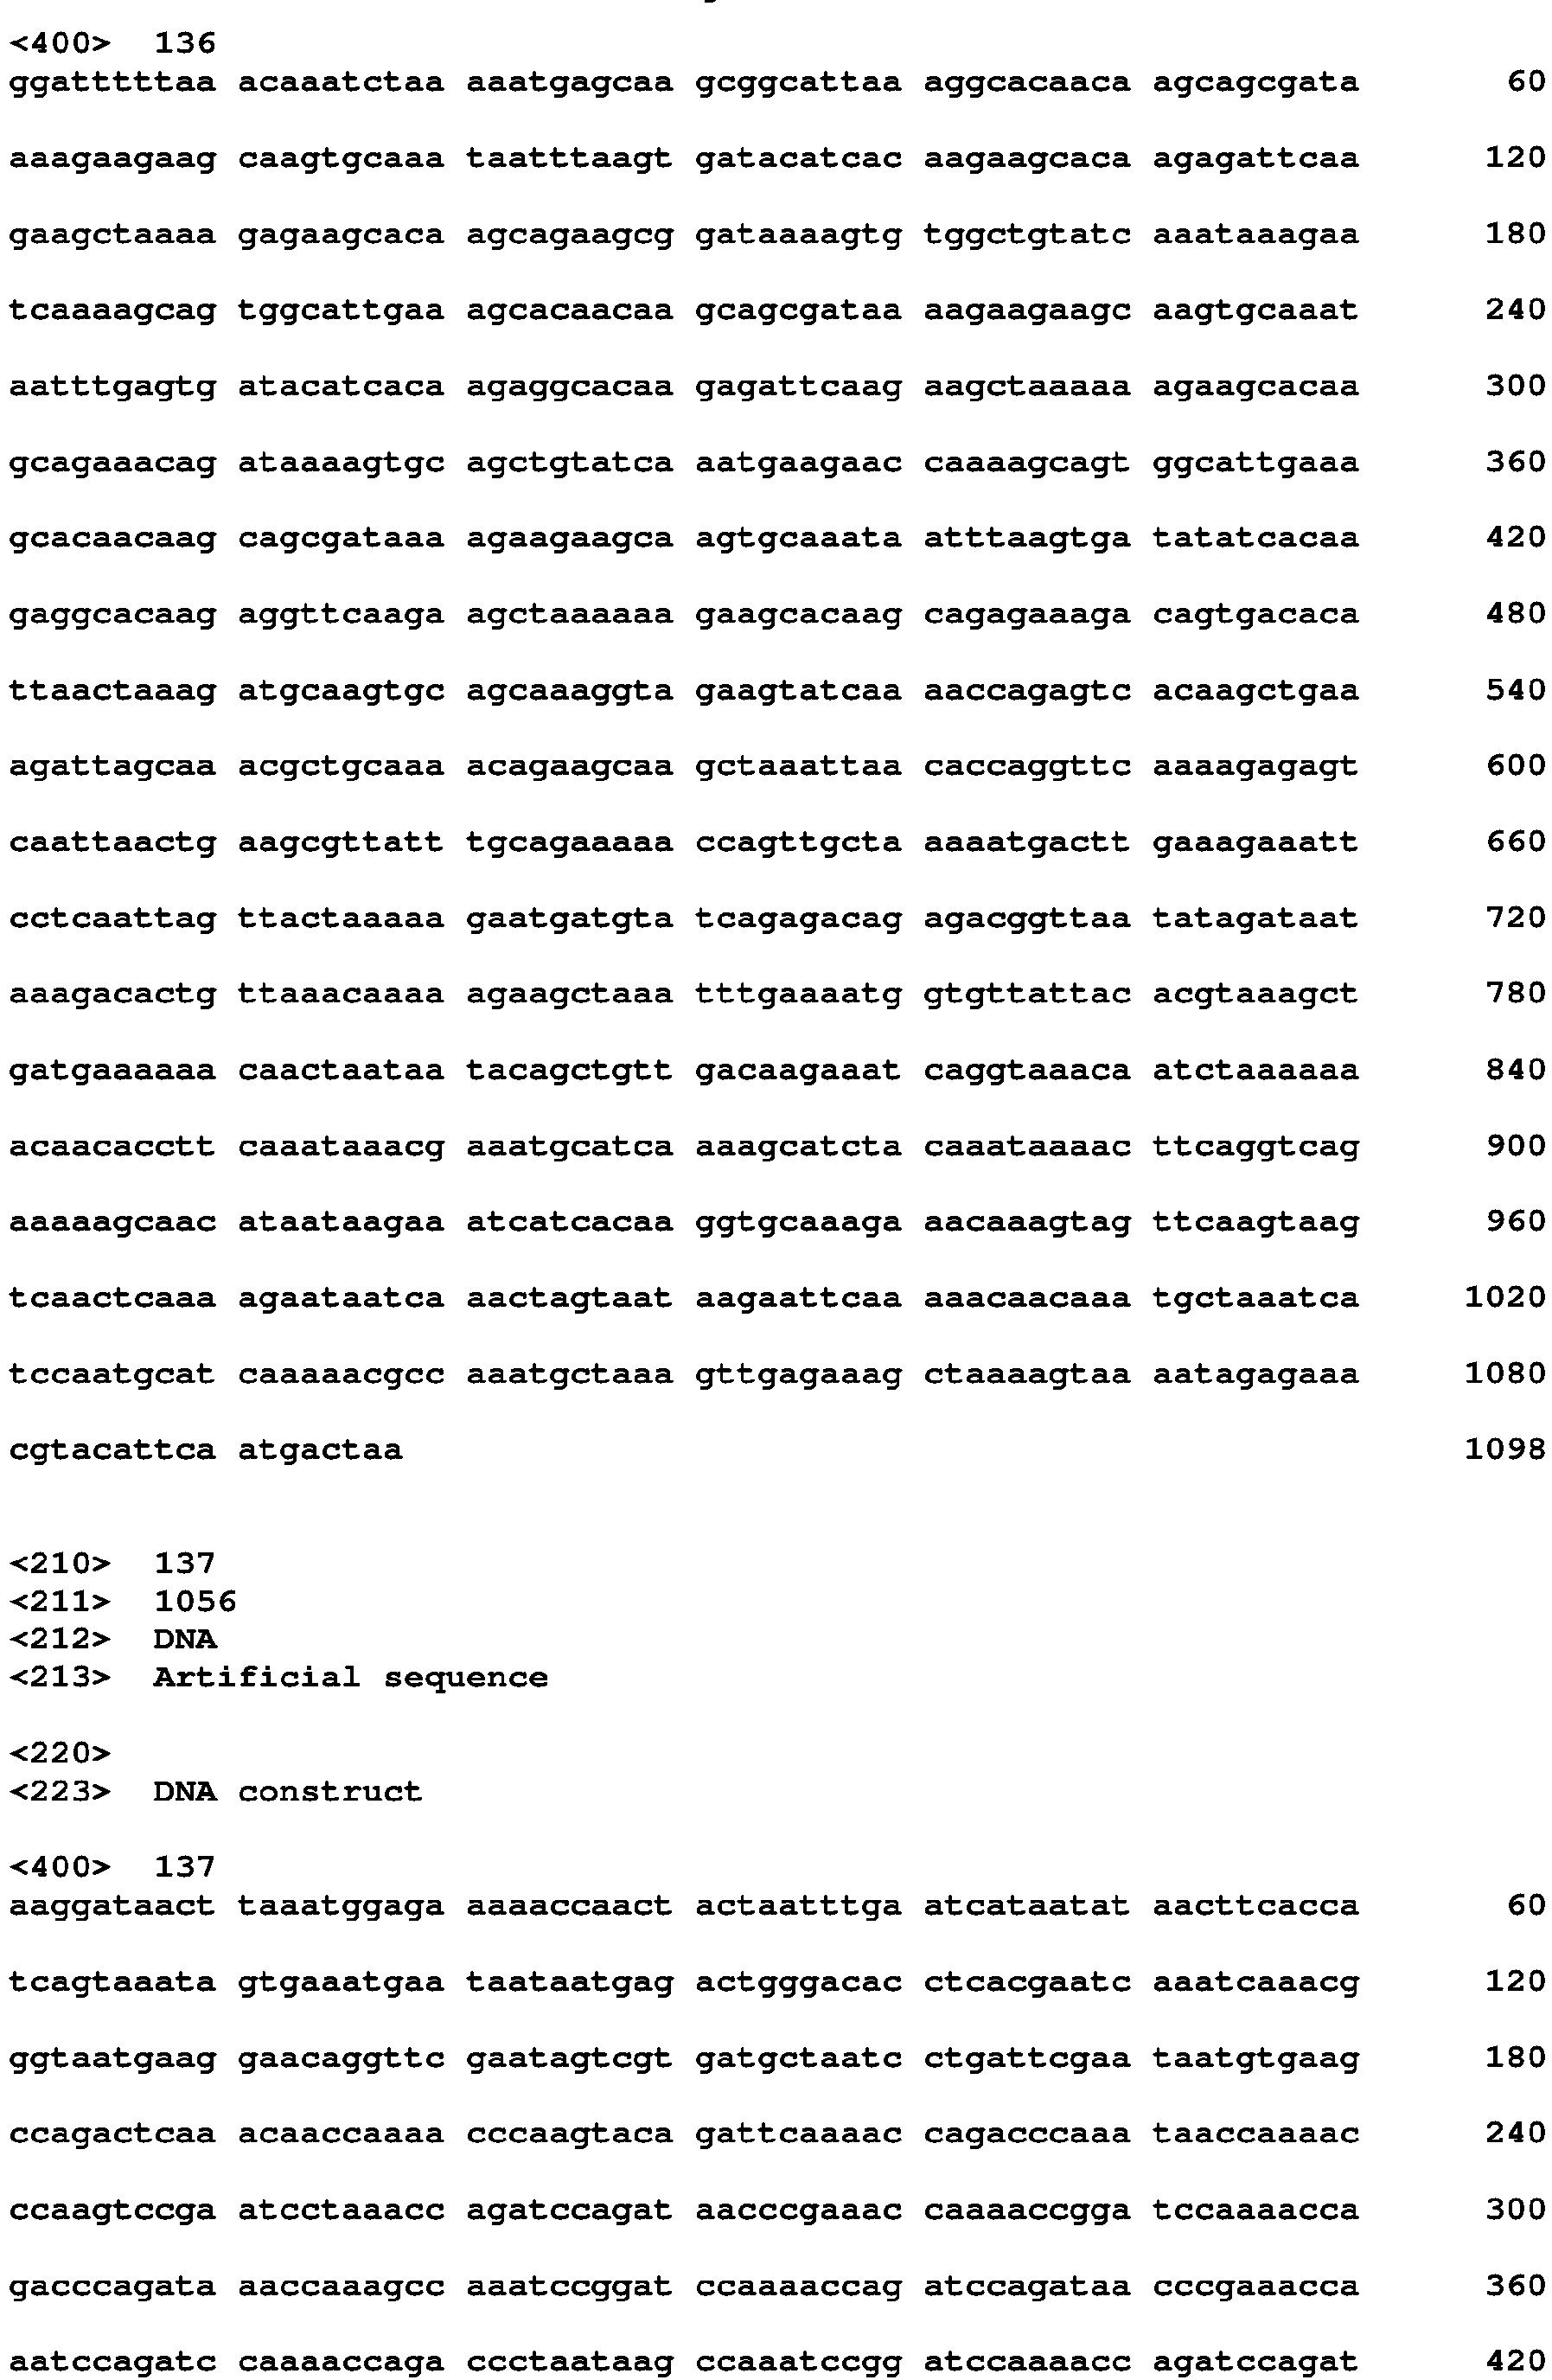 <400> 136
ggatttttaa acaaatctaa aaatgagcaa gcggcattaa aggcacaaca agcagcgata 60
aaagaagaag caagtgcaaa taatttaagt gatacatcac aagaagcaca agagattcaa 120
gaagctaaaa gagaagcaca agcagaagcg gataaaagtg tggctgtatc aaataaagaa 180
tcaaaagcag tggcattgaa agcacaacaa gcagcgataa aagaagaagc aagtgcaaat 240
aatttgagtg atacatcaca agaggcacaa gagattcaag aagctaaaaa agaagcacaa 300
gcagaaacag ataaaagtgc agctgtatca aatgaagaac caaaagcagt ggcattgaaa 360
gcacaacaag cagcgataaa agaagaagca agtgcaaata atttaagtga tatatcacaa 420
gaggcacaag aggttcaaga agctaaaaaa gaagcacaag cagagaaaga cagtgacaca 480
ttaactaaag atgcaagtgc agcaaaggta gaagtatcaa aaccagagtc acaagctgaa 540
agattagcaa acgctgcaaa acagaagcaa gctaaattaa caccaggttc aaaagagagt 600
caattaactg aagcgttatt tgcagaaaaa ccagttgcta aaaatgactt gaaagaaatt 660
cctcaattag ttactaaaaa gaatgatgta tcagagacag agacggttaa tatagataat 720
aaagacactg ttaaacaaaa agaagctaaa tttgaaaatg gtgttattac acgtaaagct 780
gatgaaaaaa caactaataa tacagctgtt gacaagaaat caggtaaaca atctaaaaaa 840
acaacacctt caaataaacg aaatgcatca aaagcatcta caaataaaac ttcaggtcag 900
aaaaagcaac ataataagaa atcatcacaa ggtgcaaaga aacaaagtag ttcaagtaag 960
tcaactcaaa agaataatca aactagtaat aagaattcaa aaacaacaaa tgctaaatca 1020
tccaatgcat caaaaacgcc aaatgctaaa gttgagaaag ctaaaagtaa aatagagaaa 1080
cgtacattca atgactaa 1098
<210> 137
<211> 1056
<212> DNA
<213> Artificial sequence
<220>
<223> DNA construct
<400> 137
aaggataact taaatggaga aaaaccaact actaatttga atcataatat aacttcacca 60
tcagtaaata gtgaaatgaa taataatgag actgggacac ctcacgaatc aaatcaaacg 120
ggtaatgaag gaacaggttc gaatagtcgt gatgctaatc ctgattcgaa taatgtgaag 180
ccagactcaa acaaccaaaa cccaagtaca gattcaaaac cagacccaaa taaccaaaac 240
ccaagtccga atcctaaacc agatccagat aacccgaaac caaaaccgga tccaaaacca 300
gacccagata aaccaaagcc aaatccggat ccaaaaccag atccagataa cccgaaacca 360
aatccagatc caaaaccaga ccctaataag ccaaatccgg atccaaaacc agatccagat 420